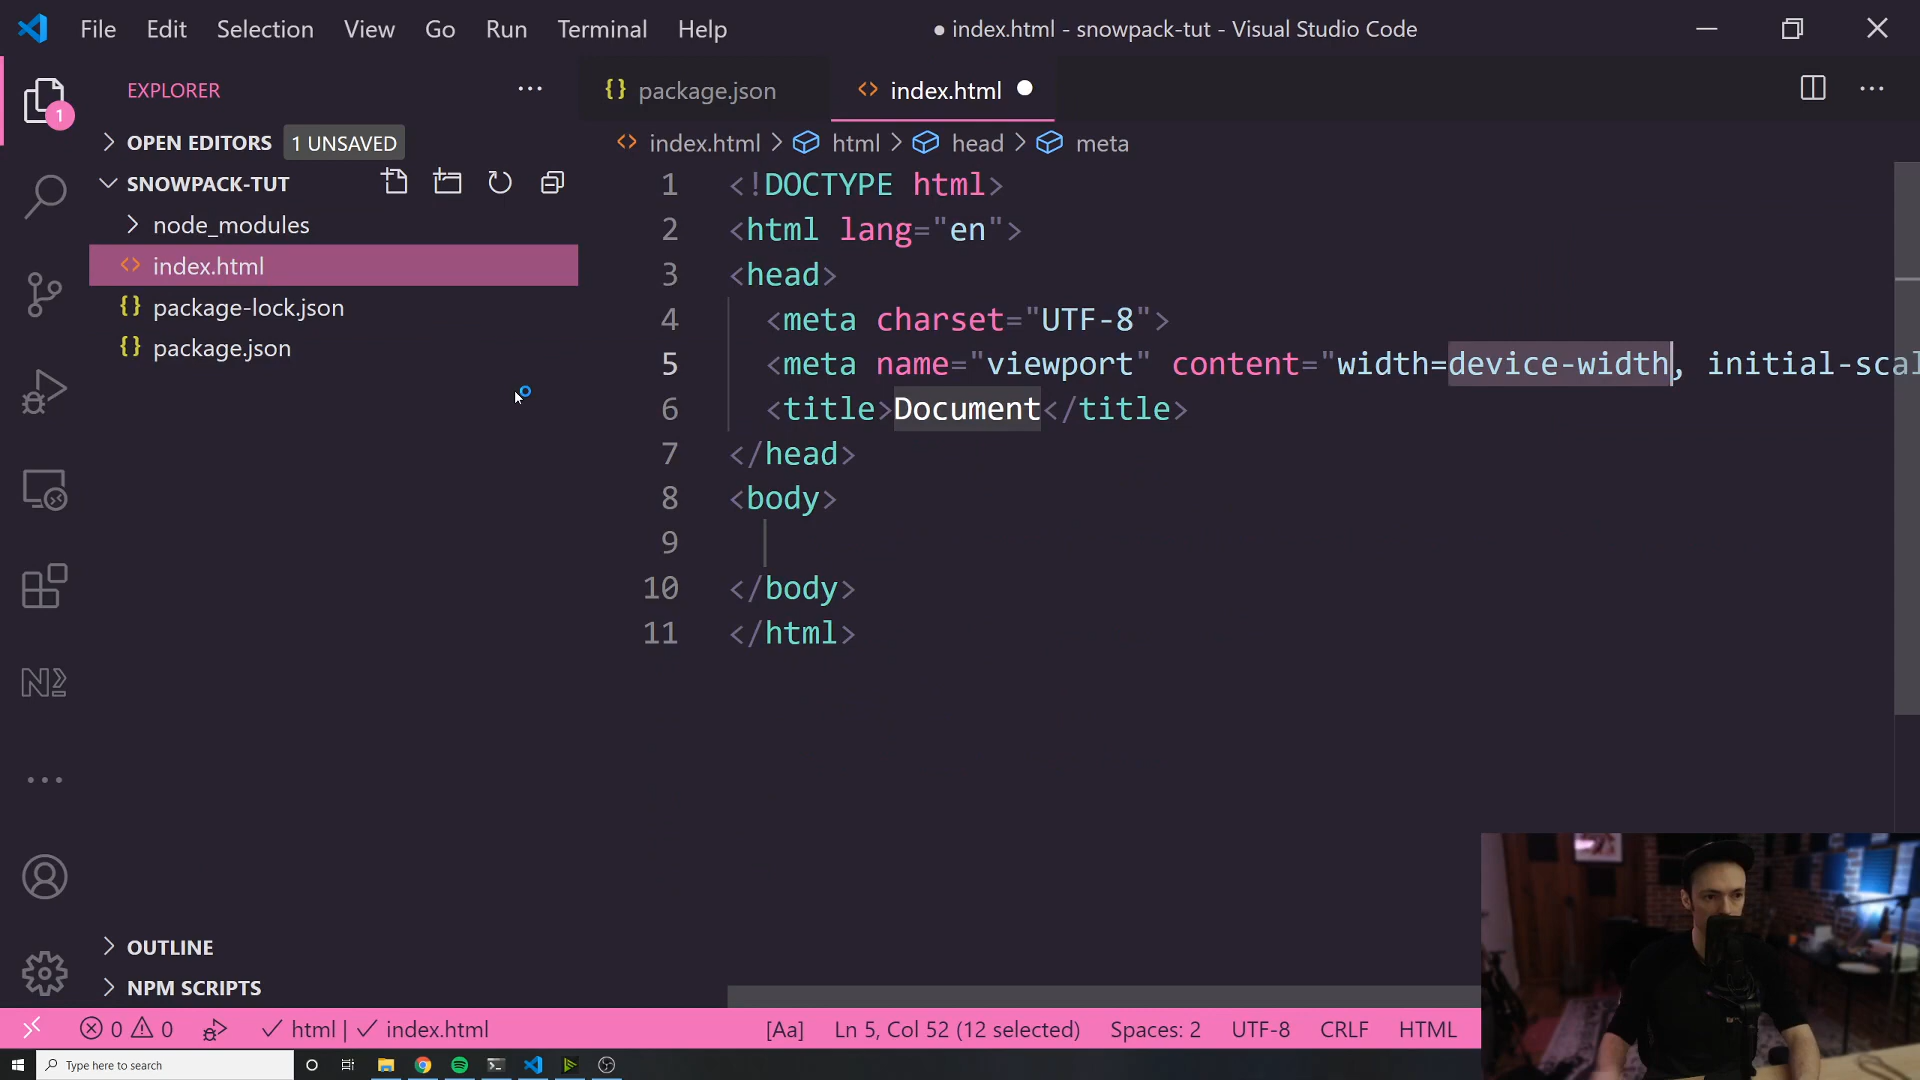 File Edit Selection View Go Run Terminal Help
● index.html - snowpack-tut - Visual Studio Code
EXPLORER
{} package.json
<> index.html
1
OPEN EDITORS 1 UNSAVED
<> index.html > html > head > meta
SNOWPACK-TUT
node_modules
<> index.html
{} package-lock.json
{} package.json
1 <!DOCTYPE html>
2 <html lang="en">
3 <head>
4 <meta charset="UTF-8">
5 <meta name="viewport" content="width=device-width, initial-scal
6 <title>Document</title>
7 </head>
8 <body>
9
10 </body>
11 </html>
OUTLINE
NPM SCRIPTS
0 0 html | index.html [Aa] Ln 5, Col 52 (12 selected) Spaces: 2 UTF-8 CRLF HTML
Type here to search